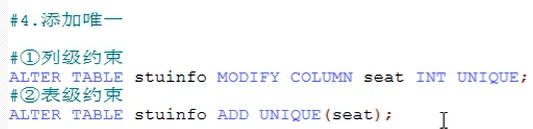 #4.添加唯一
#①列级约束
ALTER TABLE stuinfo MODIFY COLUMN seat INT UNIQUE;
#②表级约束
ALTER TABLE stuinfo ADD UNIQUE(seat);